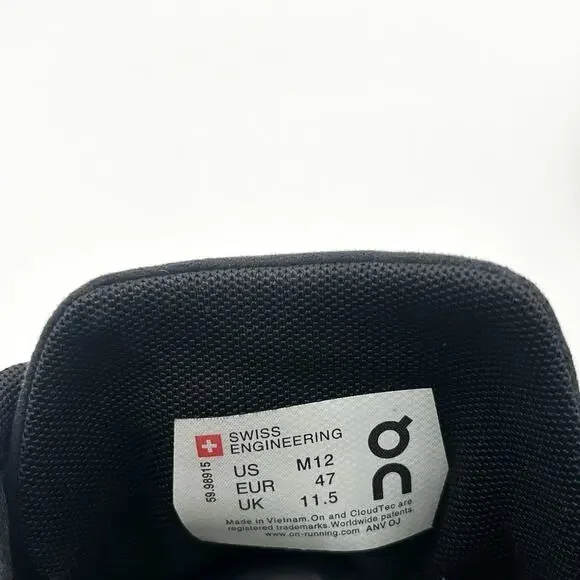 SWISS
ENGINEERING
US M12
EUR 47
UK 11.5
59.98915
Made in Vietnam. On and CloudTec are
registered trademarks. Worldwide patents.
www.on-running.com ANV OJ